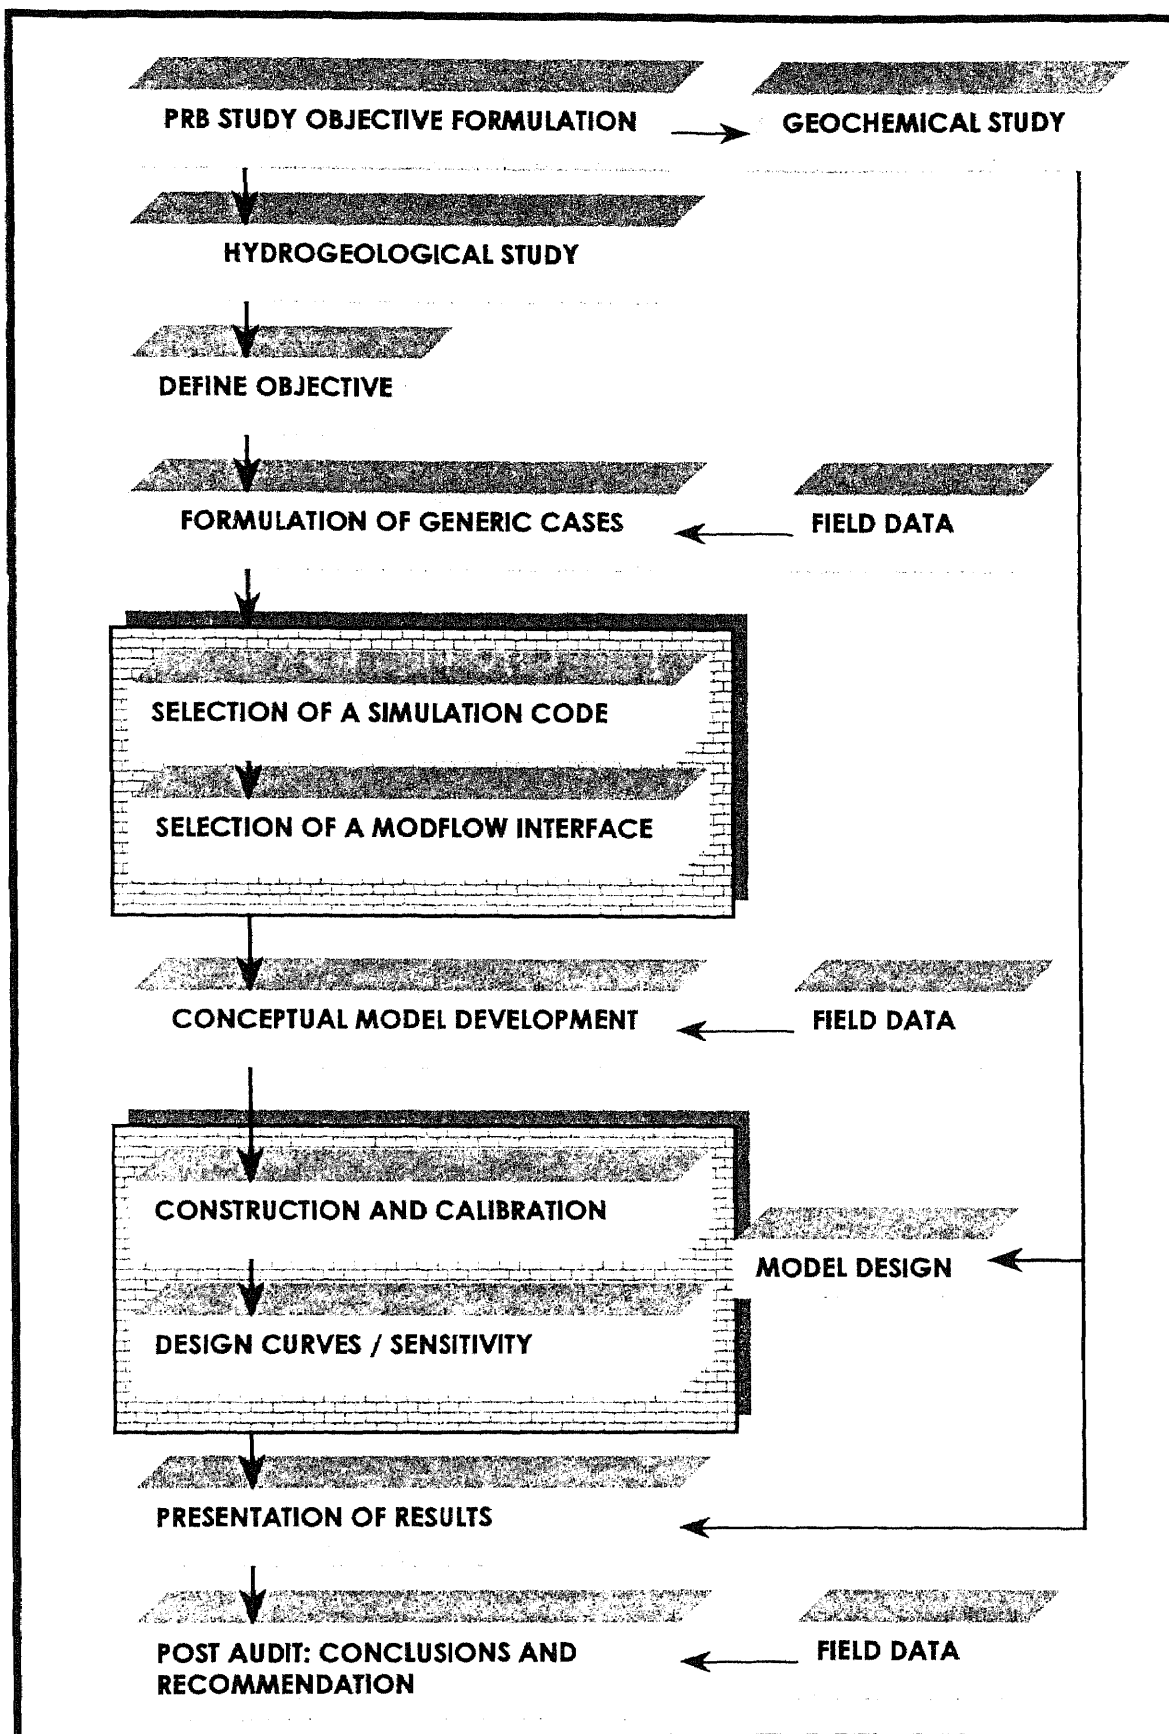 PRB STUDY OBJECTIVE FORMULATION
GEOCHEMICAL STUDY
HYDROGEOLOGICAL STUDY
DEFINE OBJECTIVE
FORMULATION OF GENERIC CASES
FIELD DATA
SELECTION OF A SIMULATION CODE
SELECTION OF A MODFLOW INTERFACE
CONCEPTUAL MODEL DEVELOPMENT
FIELD DATA
CONSTRUCTION AND CALIBRATION
MODEL DESIGN
DESIGN CURVES / SENSITIVITY
PRESENTATION OF RESULTS
POST AUDIT: CONCLUSIONS AND
RECOMMENDATION
FIELD DATA